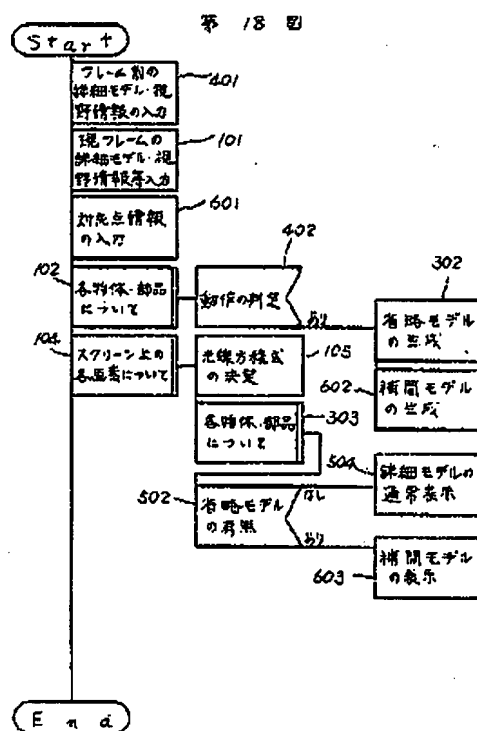 第 18 図
Start
フレーム前の
詳細モデル・視
野情報の入力
401
現フレームの
詳細モデル・視
野情報等入力
101
対応点情報
の入力
601
102
各物体・部品
について
402
動作の判定
あり
302
省略モデル
の生成
602
補間モデル
の生成
104
スクリーン上の
各画素について
光線方程式
の決定
105
各物体・部品
について
303
502
省略モデル
の有無
なし
504
詳細モデルの
通常表示
あり
603
補間モデル
の表示
End